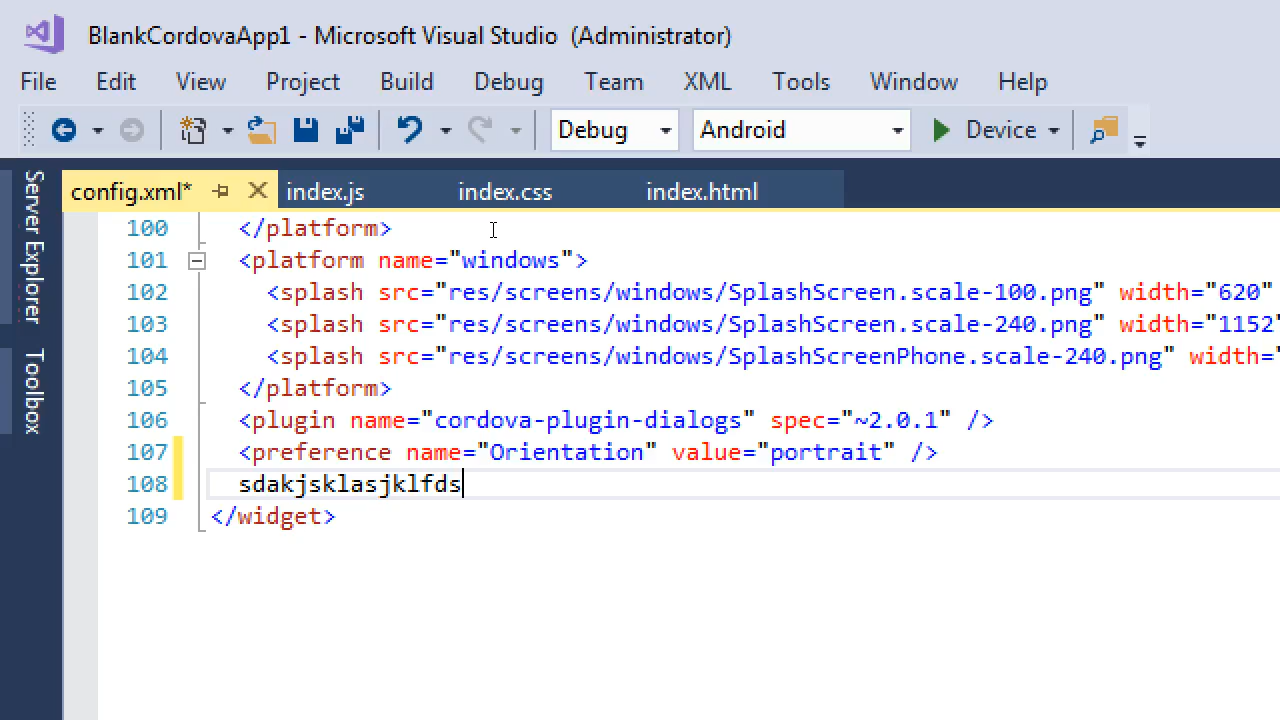 BlankCordovaApp1 - Microsoft Visual Studio (Administrator)
File Edit View Project Build Debug Team XML Tools Window Help
Debug Android Device
config.xml* index.js index.css index.html
Server Explorer
Toolbox
100 </platform>
101 <platform name="windows">
102 <splash src="res/screens/windows/SplashScreen.scale-100.png" width="620"
103 <splash src="res/screens/windows/SplashScreen.scale-240.png" width="1152"
104 <splash src="res/screens/windows/SplashScreenPhone.scale-240.png" width="
105 </platform>
106 <plugin name="cordova-plugin-dialogs" spec="~2.0.1" />
107 <preference name="Orientation" value="portrait" />
108 sdakjsklasjklfds
109 </widget>